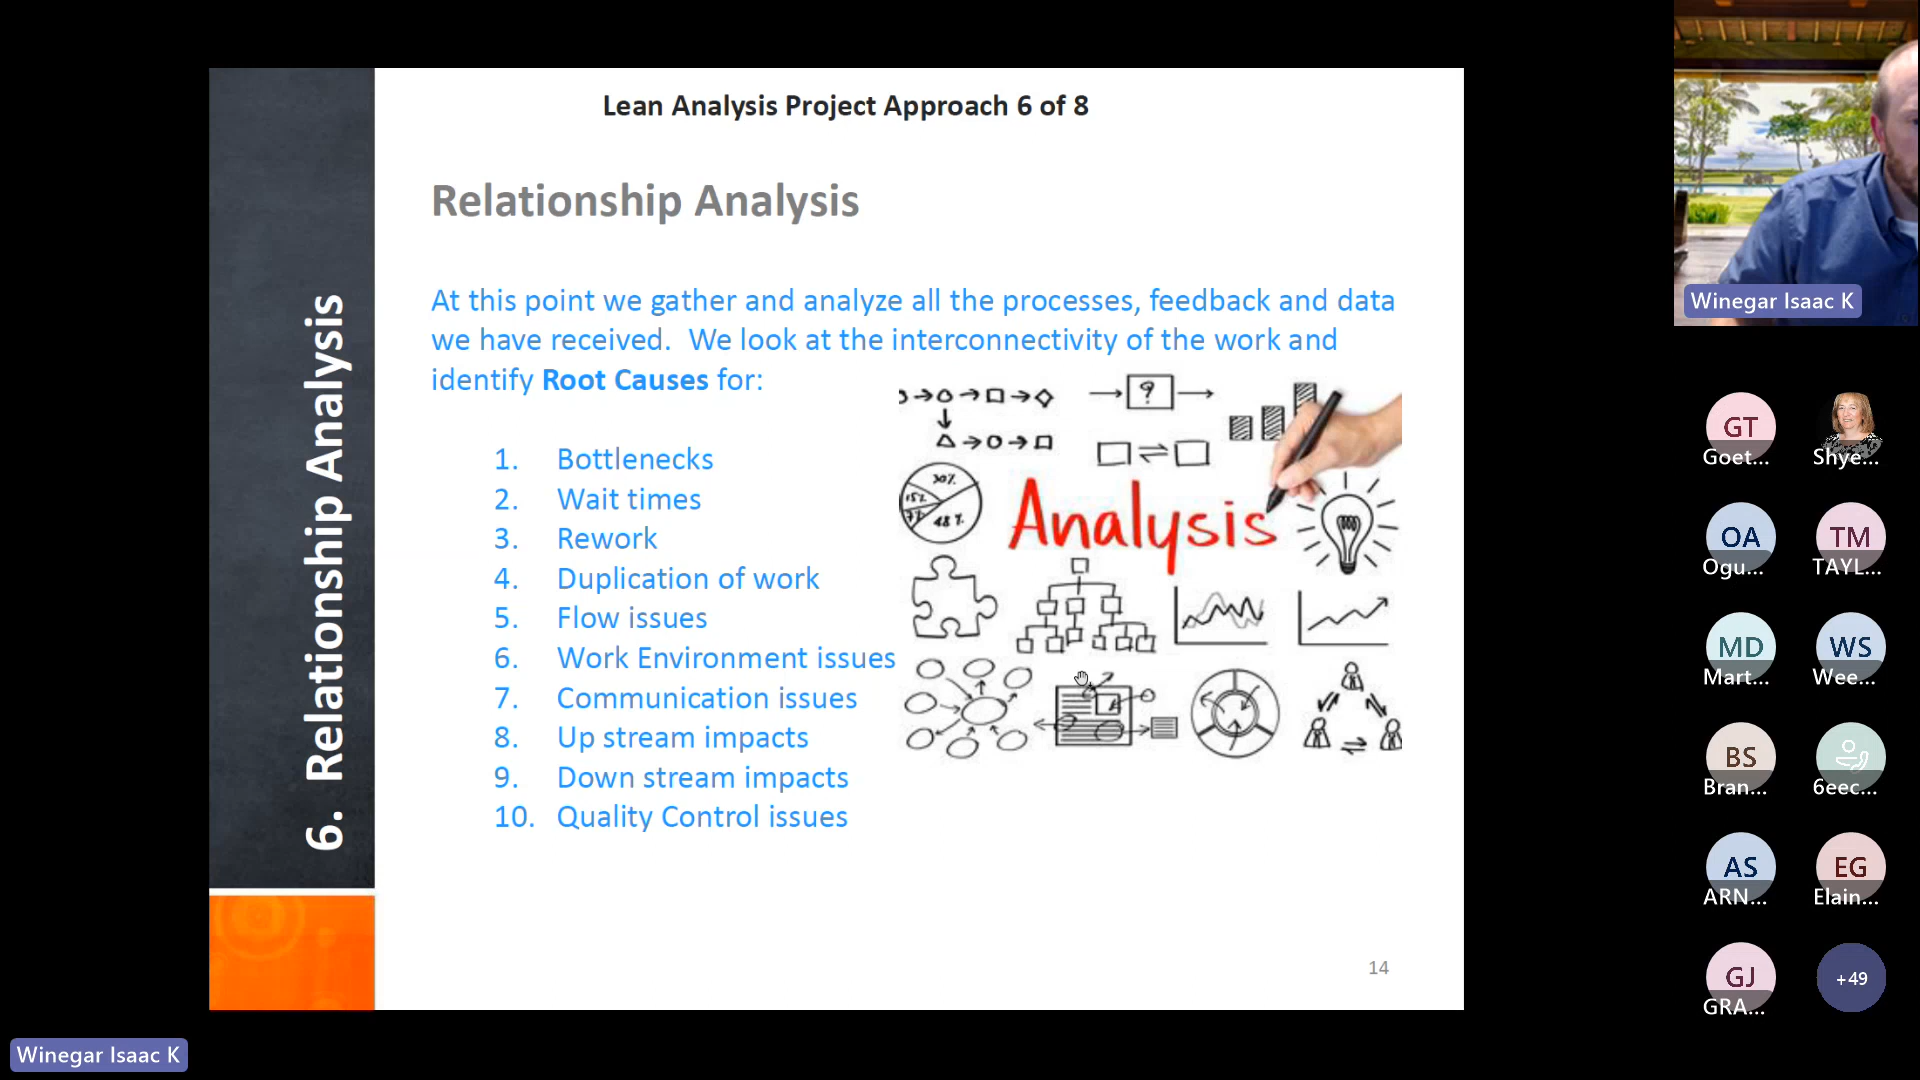 Lean Analysis Project Approach 6 of 8
6. Relationship Analysis
Relationship Analysis
At this point we gather and analyze all the processes, feedback and data
we have received. We look at the interconnectivity of the work and
identify Root Causes for:
1. Bottlenecks
2. Wait times
3. Rework
4. Duplication of work
5. Flow issues
6. Work Environment issues
7. Communication issues
8. Up stream impacts
9. Down stream impacts
10. Quality Control issues
?
30%
15%
7%
48%
Analysis
14
Winegar Isaac K
Winegar Isaac K
GT
Goet...
Shye...
OA
Ogu...
TM
TAYL...
MD
Mart...
WS
Wee...
BS
Bran...
6eec...
AS
ARN...
EG
Elain...
GJ
GRA...
+49